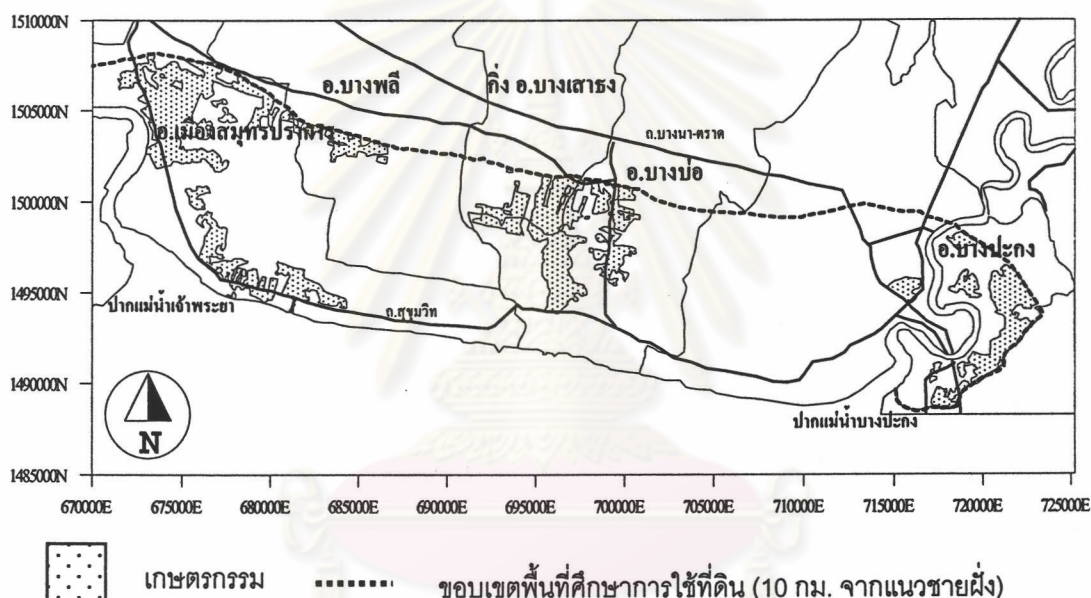 1510000N
1505000N
1500000N
1495000N
1490000N
1485000N
อ.บางพลี
กิ่ง อ.บางเสาธง
อ.เมืองสมุทรปราการ
ถ.บางนา-ตราด
อ.บางบ่อ
อ.บางปะกง
ปากแม่น้ำเจ้าพระยา
ถ.สุขุมวิท
ปากแม่น้ำบางปะกง
N
670000E 675000E 680000E 685000E 690000E 695000E 700000E 705000E 710000E 715000E 720000E 725000E
เกษตรกรรม
ขอบเขตพื้นที่ศึกษาการใช้ที่ดิน (10 กม. จากแนวชายฝั่ง)